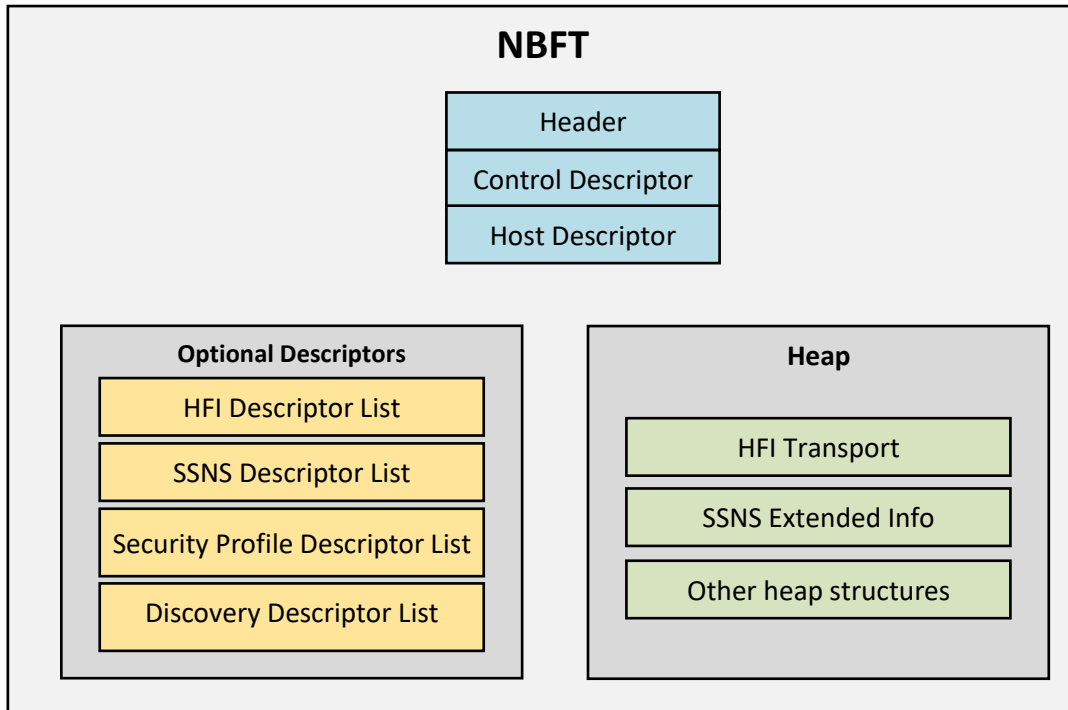 NBFT
Header
Control Descriptor
Host Descriptor
Optional Descriptors
HFI Descriptor List
SSNS Descriptor List
Security Profile Descriptor List
Discovery Descriptor List
Heap
HFI Transport
SSNS Extended Info
Other heap structures